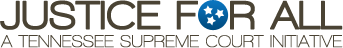 JUSTICE FOR ALL
A TENNESSEE SUPREME COURT INITIATIVE